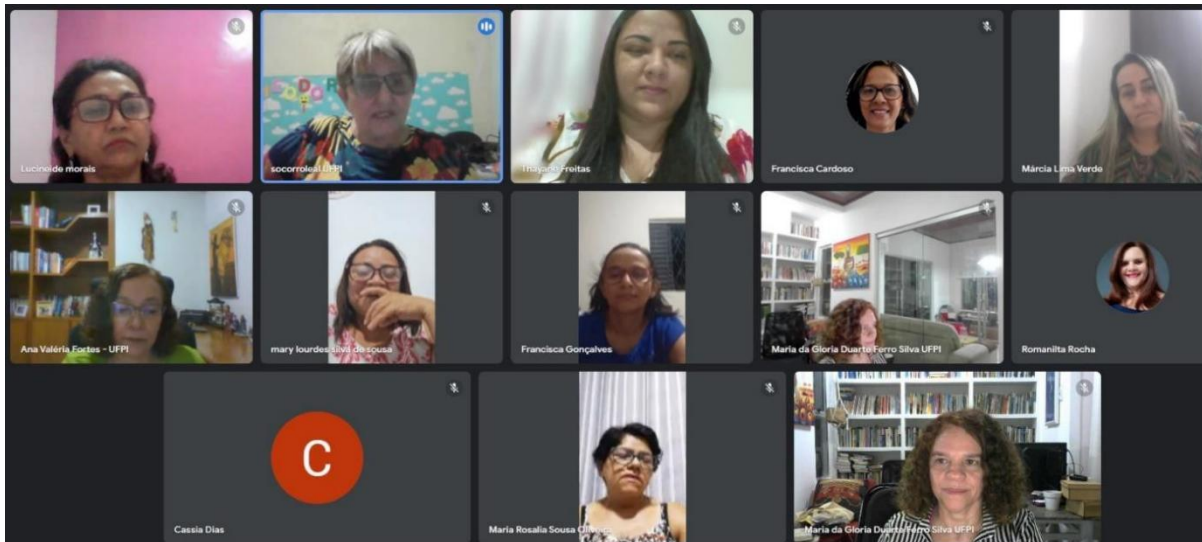 Lucineide morais
socorroleal UFPI
Thayane Freitas
Francisca Cardoso
Márcia Lima Verde
Ana Valéria Fortes - UFPI
mary lourdes silva de sousa
Francisca Gonçalves
Maria da Gloria Duarte Ferro Silva UFPI
Romanilta Rocha
C
Cassia Dias
Maria Rosalia Sousa Oliveira
Maria da Gloria Duarte Ferro Silva UFPI